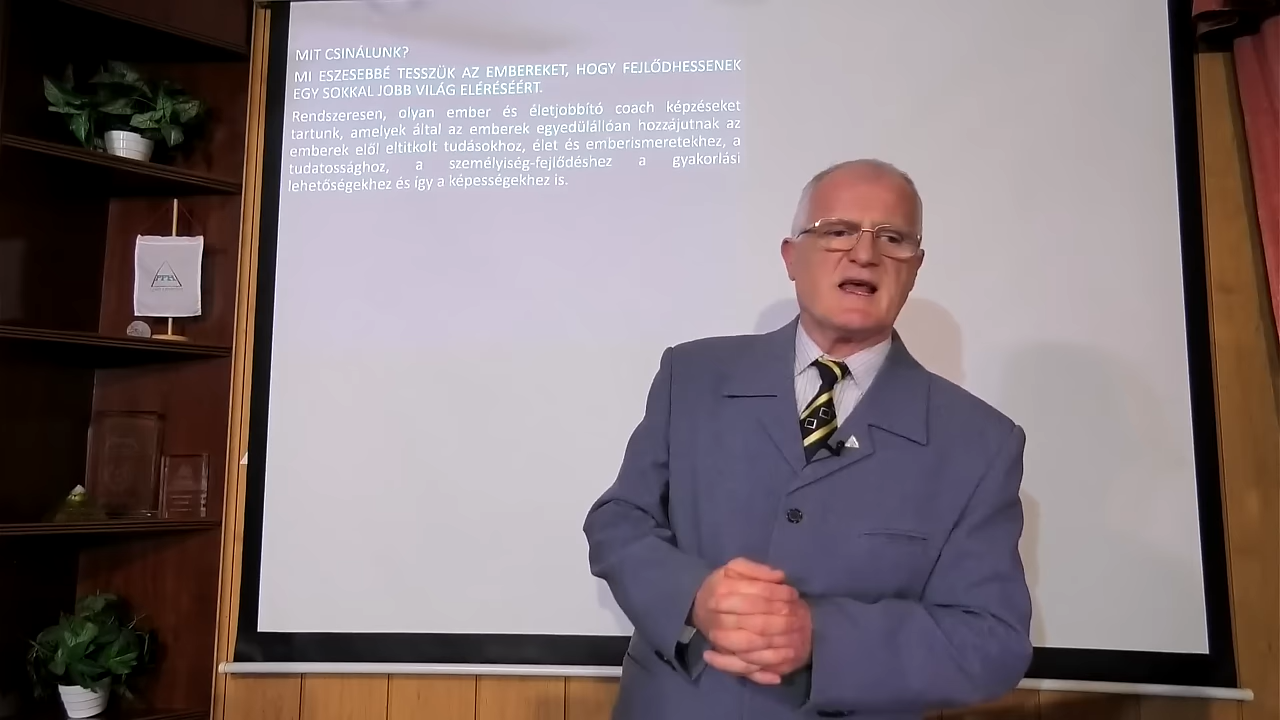 MIT CSINÁLUNK?
MI ESZESEBBÉ TESSZÜK AZ EMBEREKET, HOGY FEJLŐDHESSENEK
EGY SOKKAL JOBB VILÁG ELÉRÉSÉÉRT.
Rendszeresen, olyan ember és életjobbító coach képzéseket
tartunk, amelyek által az emberek egyedülállóan hozzájutnak az
emberek elől eltitkolt tudásokhoz, élet és emberismeretekhez, a
tudatossághoz, a személyiség-fejlődéshez a gyakorlási
lehetőségekhez és így a képességekhez is.